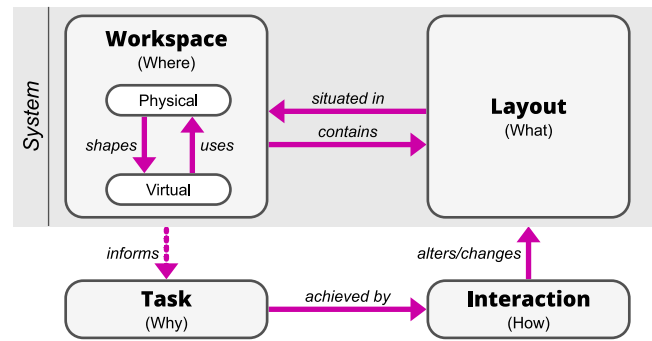 System
Workspace
(Where)
Physical
shapes
uses
Virtual
situated in
contains
Layout
(What)
informs
alters/changes
Task
(Why)
achieved by
Interaction
(How)